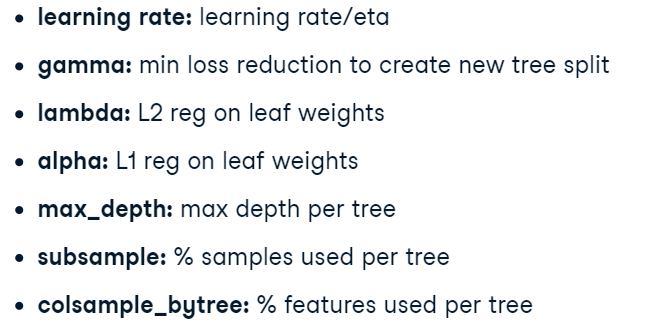 • learning rate: learning rate/eta
• gamma: min loss reduction to create new tree split
• lambda: L2 reg on leaf weights
• alpha: L1 reg on leaf weights
• max_depth: max depth per tree
• subsample: % samples used per tree
• colsample_bytree: % features used per tree